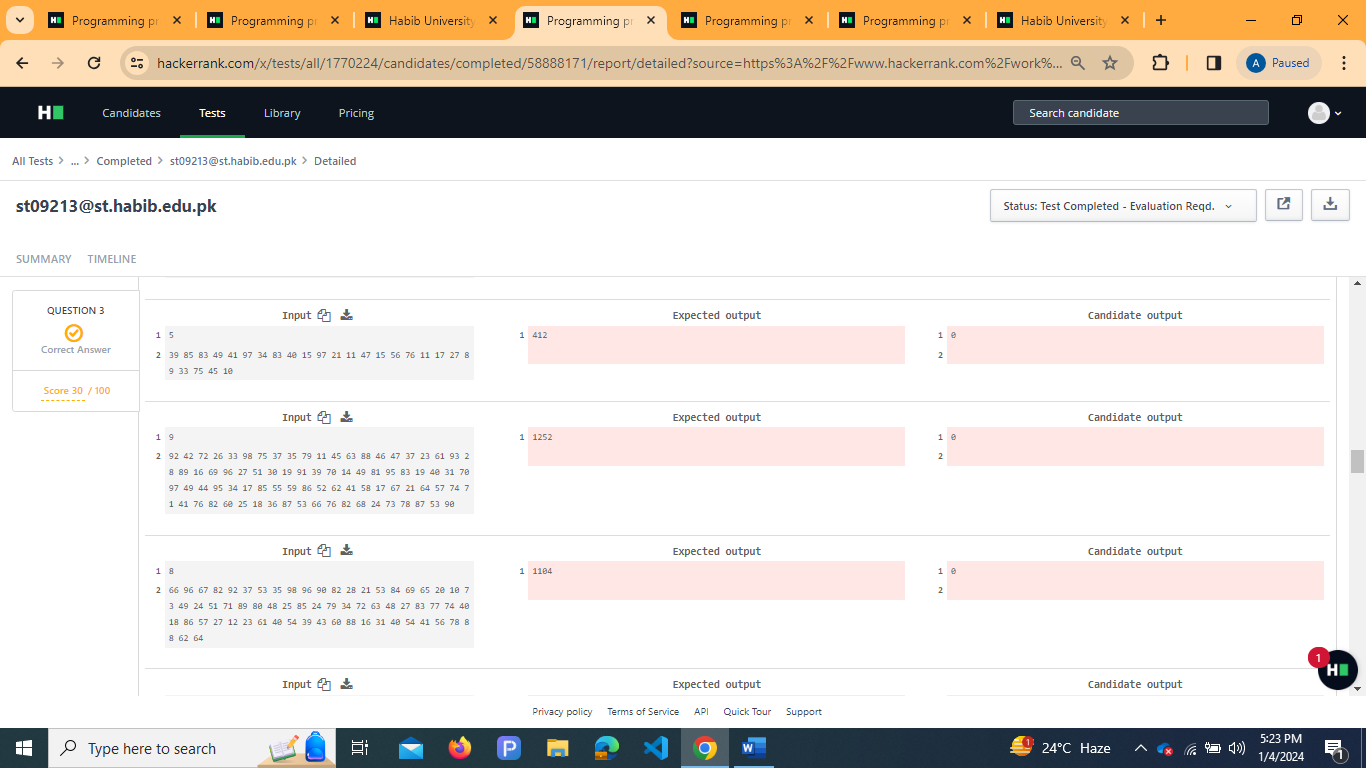 Programming pr
Programming pr
Habib University
Programming pr
Programming pr
Programming pr
Habib University
hackerrank.com/x/tests/all/1770224/candidates/completed/58888171/report/detailed?source=https%3A%2F%2Fwww.hackerrank.com%2Fwork%...
A Paused
H
Candidates
Tests
Library
Pricing
Search candidate
All Tests > ... > Completed > st09213@st.habib.edu.pk > Detailed
st09213@st.habib.edu.pk
Status: Test Completed - Evaluation Reqd.
SUMMARY TIMELINE
QUESTION 3
Correct Answer
Score 30 / 100
Input Expected output Candidate output
1 5
2 39 85 83 49 41 97 34 83 40 15 97 21 11 47 15 56 76 11 17 27 8
9 33 75 45 10
1 412
1 0
2
Input Expected output Candidate output
1 9
2 92 42 72 26 33 98 75 37 35 79 11 45 63 88 46 47 37 23 61 93 2
8 89 16 69 96 27 51 30 19 91 39 70 14 49 81 95 83 19 40 31 70
97 49 44 95 34 17 85 55 59 86 52 62 41 58 17 67 21 64 57 74 7
1 41 76 82 60 25 18 36 87 53 66 76 82 68 24 73 78 87 53 90
1 1252
1 0
2
Input Expected output Candidate output
1 8
2 66 96 67 82 92 37 53 35 98 96 90 82 28 21 53 84 69 65 20 10 7
3 49 24 51 71 89 80 48 25 85 24 79 34 72 63 48 27 83 77 74 40
18 86 57 27 12 23 61 40 54 39 43 60 88 16 31 40 54 41 56 78 8
8 62 64
1 1104
1 0
2
Input Expected output Candidate output
1
H
Privacy policy Terms of Service API Quick Tour Support
Type here to search
1
24°C Haze
5:23 PM
1/4/2024
1